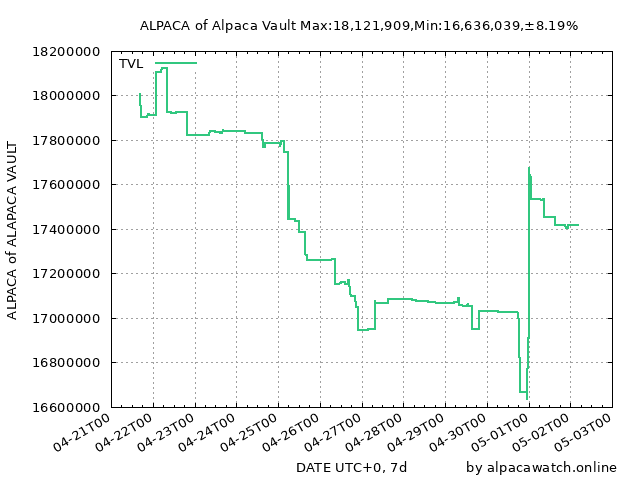 ALPACA of Alpaca Vault Max:18,121,909,Min:16,636,039,±8.19%
TVL
18200000
18000000
17800000
17600000
17400000
17200000
17000000
16800000
16600000
ALPACA of ALAPACA VAULT
04-21T00
04-22T00
04-23T00
04-24T00
04-25T00
04-26T00
04-27T00
04-28T00
04-29T00
04-30T00
05-01T00
05-02T00
05-03T00
DATE UTC+0, 7d
by alpacawatch.online